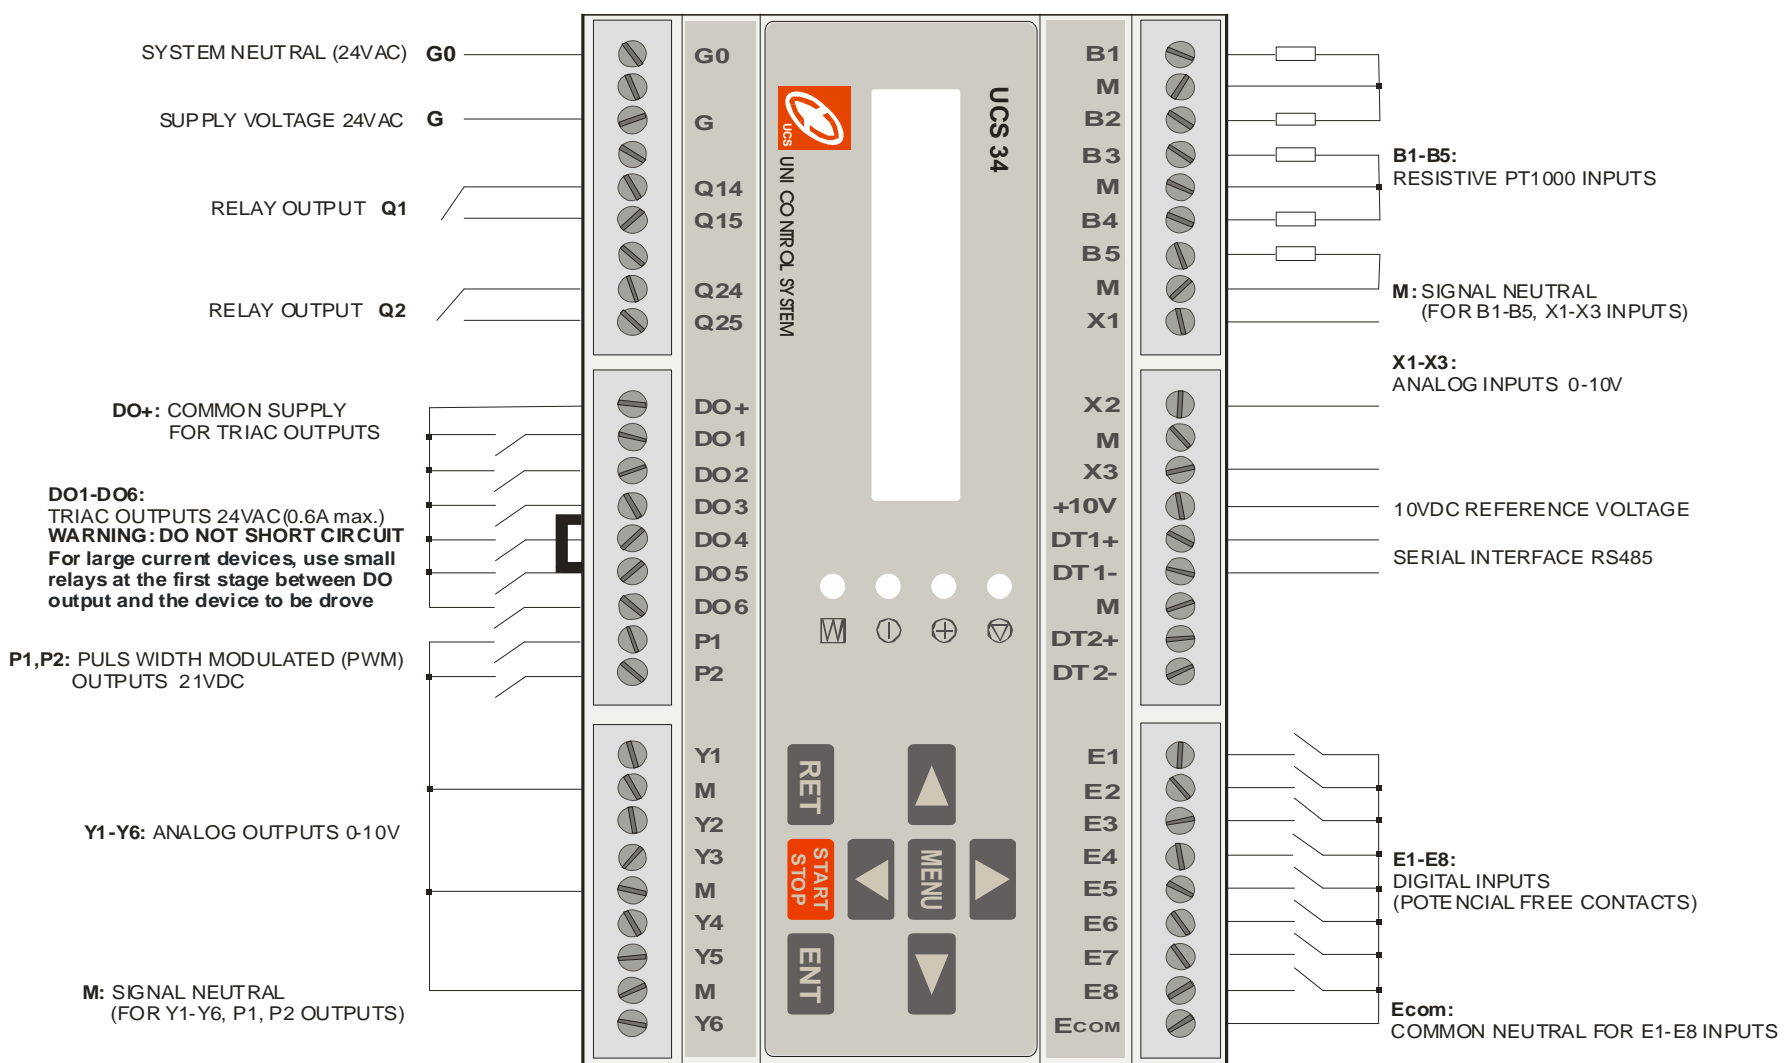 SYSTEM NEUTRAL (24VAC) G0
SUPPLY VOLTAGE 24VAC G
RELAY OUTPUT Q1
RELAY OUTPUT Q2
DO+: COMMON SUPPLY
FOR TRIAC OUTPUTS
DO1-DO6:
TRIAC OUTPUTS 24VAC(0.6A max.)
WARNING: DO NOT SHORT CIRCUIT
For large current devices, use small
relays at the first stage between DO
output and the device to be drove
P1,P2: PULS WIDTH MODULATED (PWM)
OUTPUTS 21VDC
Y1-Y6: ANALOG OUTPUTS 0-10V
M: SIGNAL NEUTRAL
(FOR Y1-Y6, P1, P2 OUTPUTS)
G0
G
Q14
Q15
Q24
Q25
DO+
DO1
DO2
DO3
DO4
DO5
DO6
P1
P2
Y1
M
Y2
Y3
M
Y4
Y5
M
Y6
UCS
UNI CONTROL SYSTEM
UCS 34
RET
START
STOP
ENT
MENU
B1
M
B2
B3
M
B4
B5
M
X1
X2
M
X3
+10V
DT1+
DT1-
M
DT2+
DT2-
E1
E2
E3
E4
E5
E6
E7
E8
ECOM
B1-B5:
RESISTIVE PT1000 INPUTS
M: SIGNAL NEUTRAL
(FOR B1-B5, X1-X3 INPUTS)
X1-X3:
ANALOG INPUTS 0-10V
10VDC REFERENCE VOLTAGE
SERIAL INTERFACE RS485
E1-E8:
DIGITAL INPUTS
(POTENCIAL FREE CONTACTS)
Ecom:
COMMON NEUTRAL FOR E1-E8 INPUTS